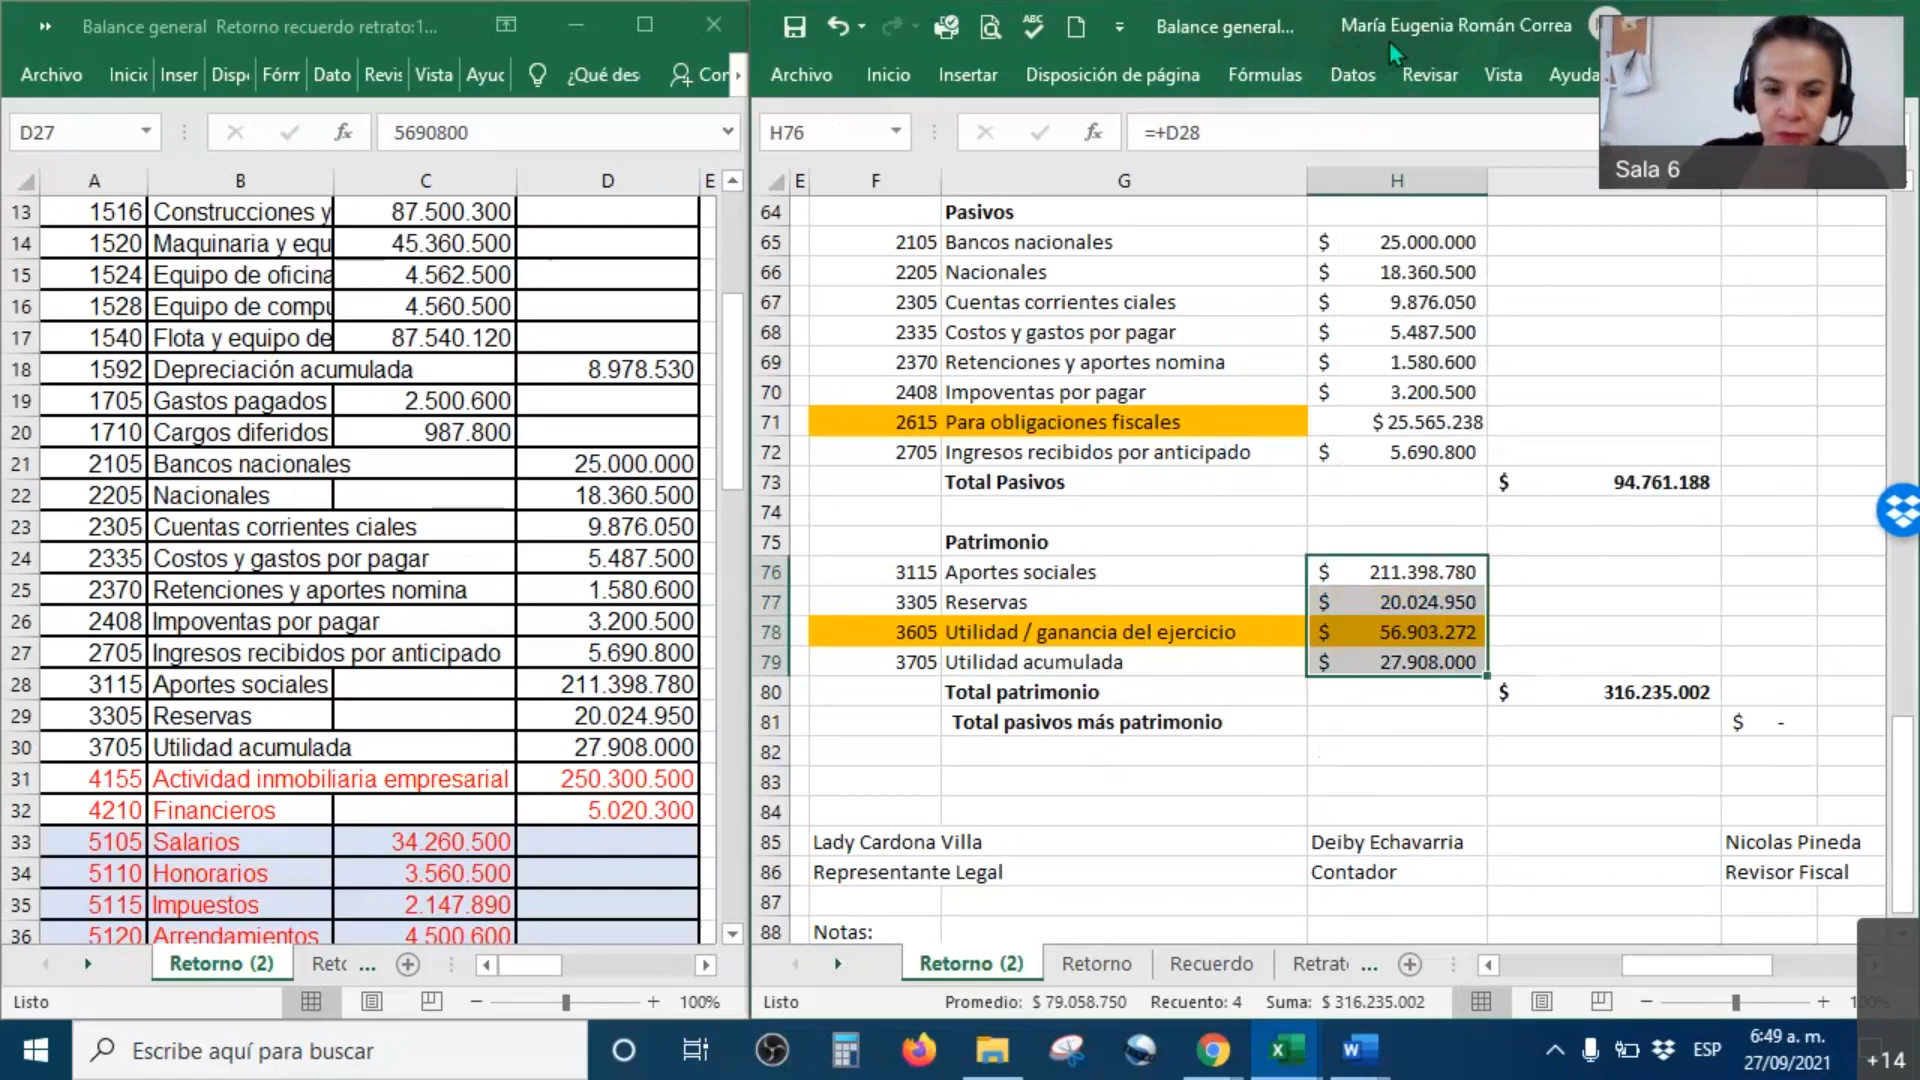 Balance general  Retorno recuerdo retrato:1...
Archivo Inserr Fórn Dato Vista
¿Qué des
D27 5690800
A B C D E
13 1516 Construcciones y 87.500.300
14 1520 Maquinaria y equ 45.360.500
15 1524 Equipo de oficina 4.562.500
16 1528 Equipo de compu 4.560.500
17 1540 Flota y equipo de 87.540.120
18 1592 Depreciación acumulada 8.978.530
19 1705 Gastos pagados 2.500.600
20 1710 Cargos diferidos 987.800
21 2105 Bancos nacionales 25.000.000
22 2205 Nacionales 18.360.500
23 2305 Cuentas corrientes ciales 9.876.050
24 2335 Costos y gastos por pagar 5.487.500
25 2370 Retenciones y aportes nomina 1.580.600
26 2408 Impoventas por pagar 3.200.500
27 2705 Ingresos recibidos por anticipado 5.690.800
28 3115 Aportes sociales 211.398.780
29 3305 Reservas 20.024.950
30 3705 Utilidad acumulada 27.908.000
31 4155 Actividad inmobiliaria empresarial 250.300.500
32 4210 Financieros 5.020.300
33 5105 Salarios 34.260.500
34 5110 Honorarios 3.560.500
35 5115 Impuestos 2.147.890
36 5120 Arrendamientos 4.500.600
Retorno (2) Retc ...
Listo 100%
ABC Balance general... María Eugenia Román Correa
Archivo Inicio Insertar Disposición de página Fórmulas Datos Revisar Vista Ayuda
Sala 6
H76 =+D28
E F G H
64 Pasivos
65 2105 Bancos nacionales $ 25.000.000
66 2205 Nacionales $ 18.360.500
67 2305 Cuentas corrientes ciales $ 9.876.050
68 2335 Costos y gastos por pagar $ 5.487.500
69 2370 Retenciones y aportes nomina $ 1.580.600
70 2408 Impoventas por pagar $ 3.200.500
71 2615 Para obligaciones fiscales $ 25.565.238
72 2705 Ingresos recibidos por anticipado $ 5.690.800
73 Total Pasivos $ 94.761.188
74
75 Patrimonio
76 3115 Aportes sociales $ 211.398.780
77 3305 Reservas $ 20.024.950
78 3605 Utilidad / ganancia del ejercicio $ 56.903.272
79 3705 Utilidad acumulada $ 27.908.000
80 Total patrimonio $ 316.235.002
81 Total pasivos más patrimonio $ -
82
83
84
85 Lady Cardona Villa Deiby Echavarria Nicolas Pineda
86 Representante Legal Contador Revisor Fiscal
87
88 Notas:
Retorno (2) Retorno Recuerdo Retrat ...
Listo Promedio: $ 79.058.750 Recuento: 4 Suma: $ 316.235.002
Escribe aquí para buscar
ESP 6:49 a. m.
27/09/2021
+14